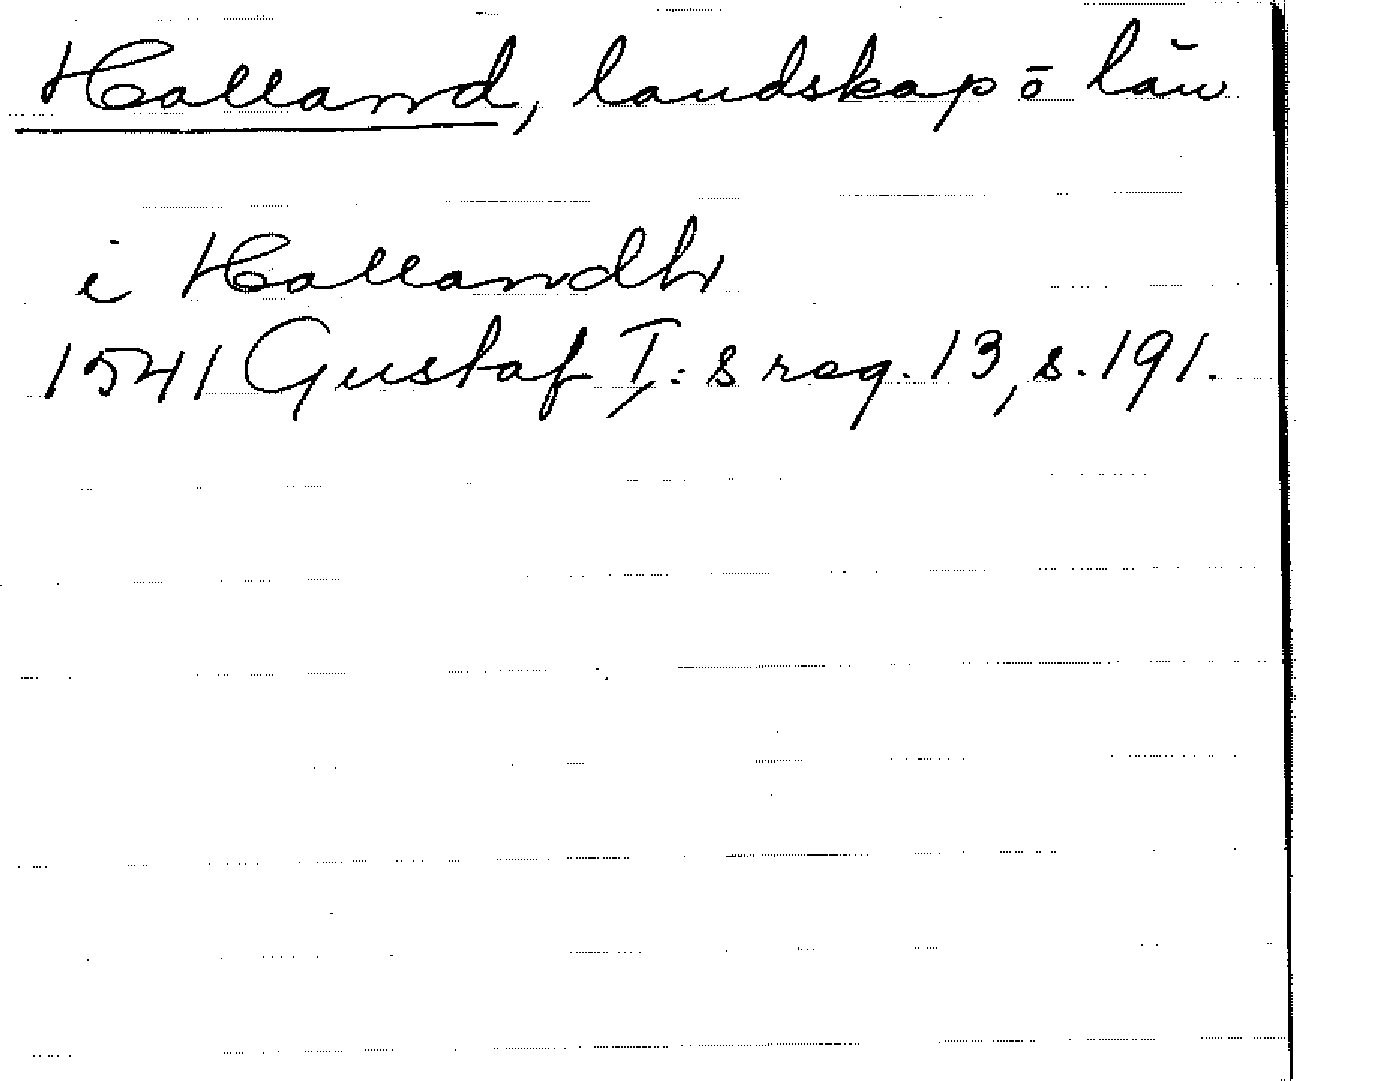 Halland, landskap ō län
i Hallandh
1541 Gustaf I:s reg. 13, s. 191.